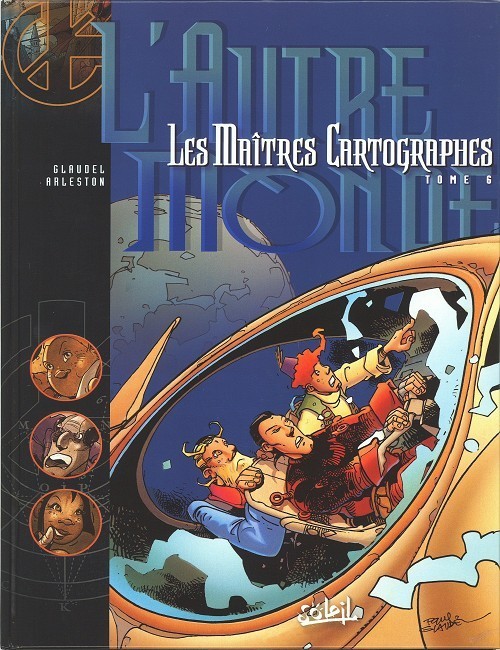 L'AUTRE
LES MAÎTRES CARTOGRAPHES
TOME 6
MONDE
GLAUDEL
ARLESTON
SOLEIL